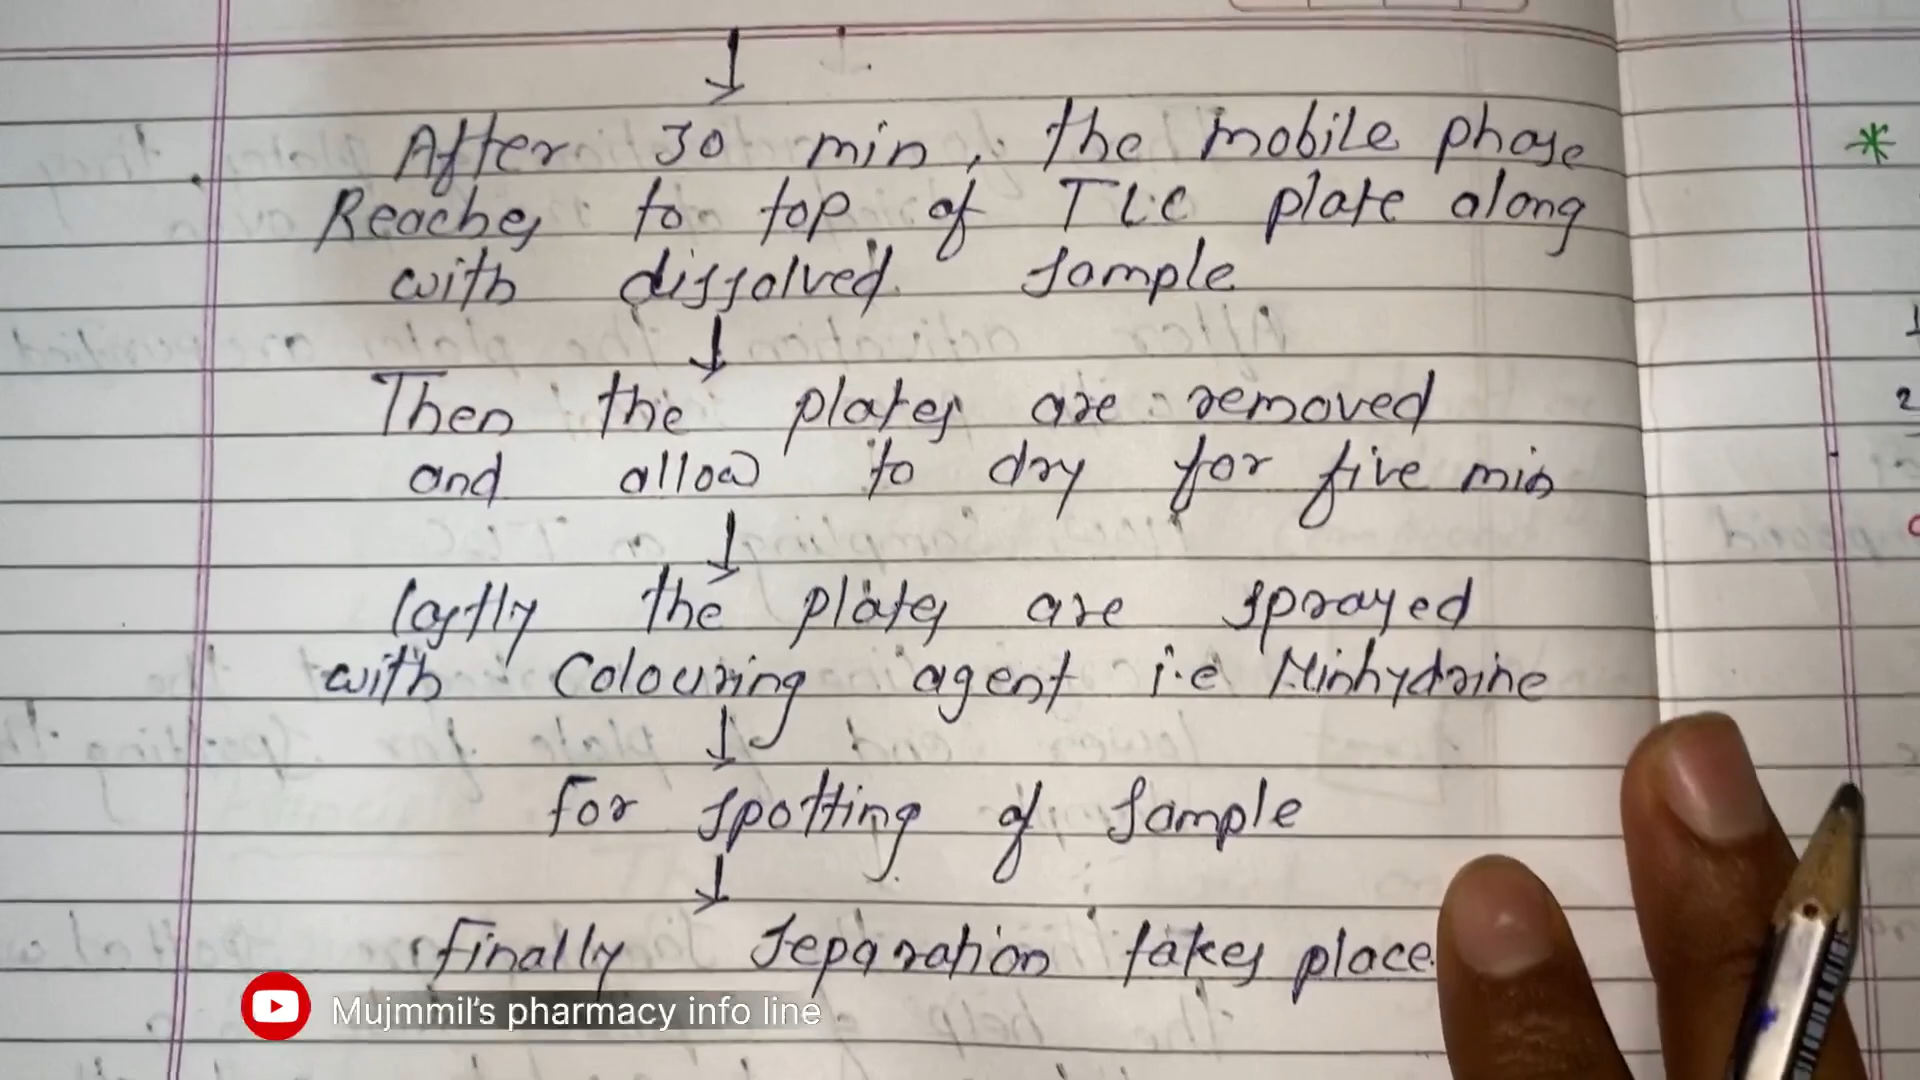 After 30 min, the mobile phase
Reaches to top of TLC plate along
with dissolved sample
Then the plates are removed
and allow to dry for five min
lastly the plates are sprayed
with Colouring agent i.e Ninhydrine
for spotting of sample
finally separation takes place.
Mujmmil's pharmacy info line
*
1
2